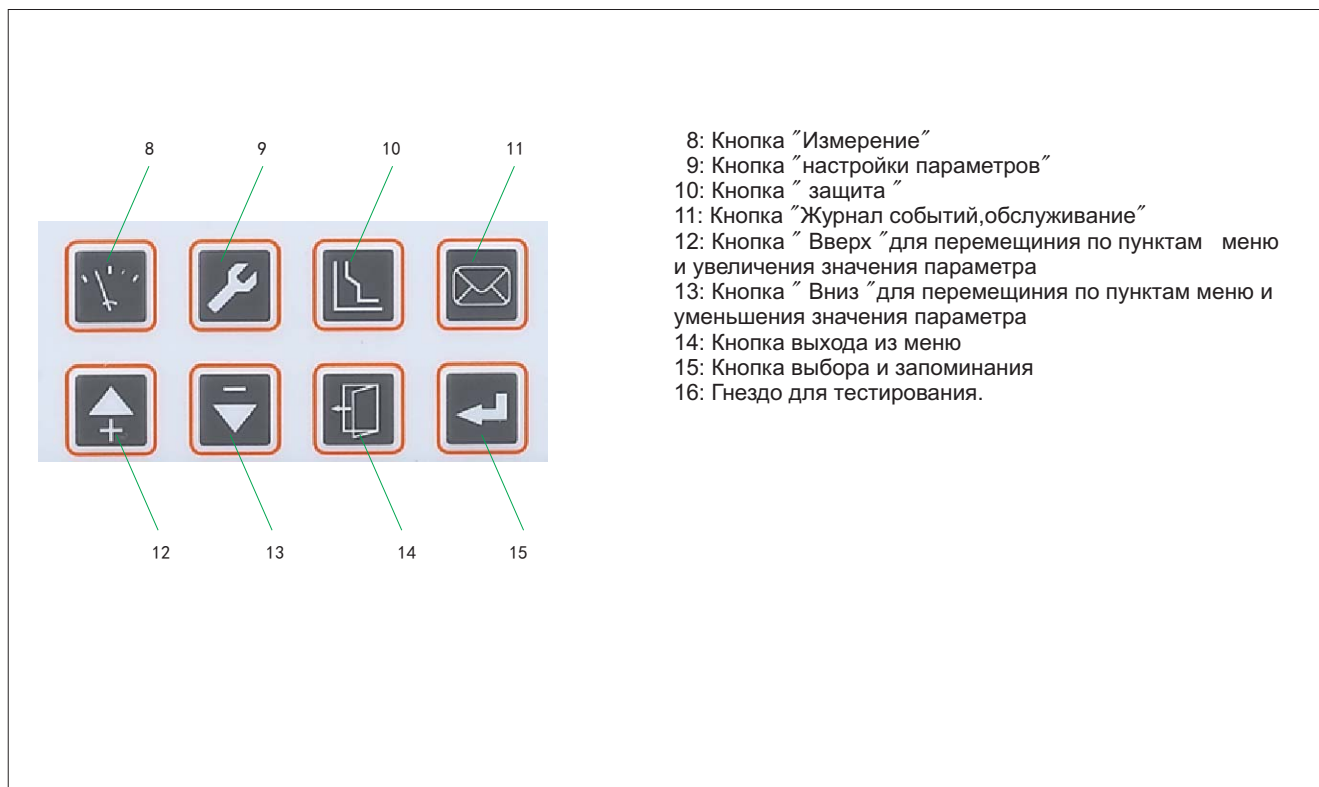 8
9
10
11
8: Кнопка ″Измерение″
9: Кнопка ″настройки параметров″
10: Кнопка ″ защита ″
11: Кнопка ″Журнал событий,обслуживание″
12: Кнопка ″ Вверх ″для перемещиния по пунктам меню
и увеличения значения параметра
13: Кнопка ″ Вниз ″для перемещиния по пунктам меню и
уменьшения значения параметра
14: Кнопка выхода из меню
15: Кнопка выбора и запоминания
16: Гнездо для тестирования.
12
13
14
15